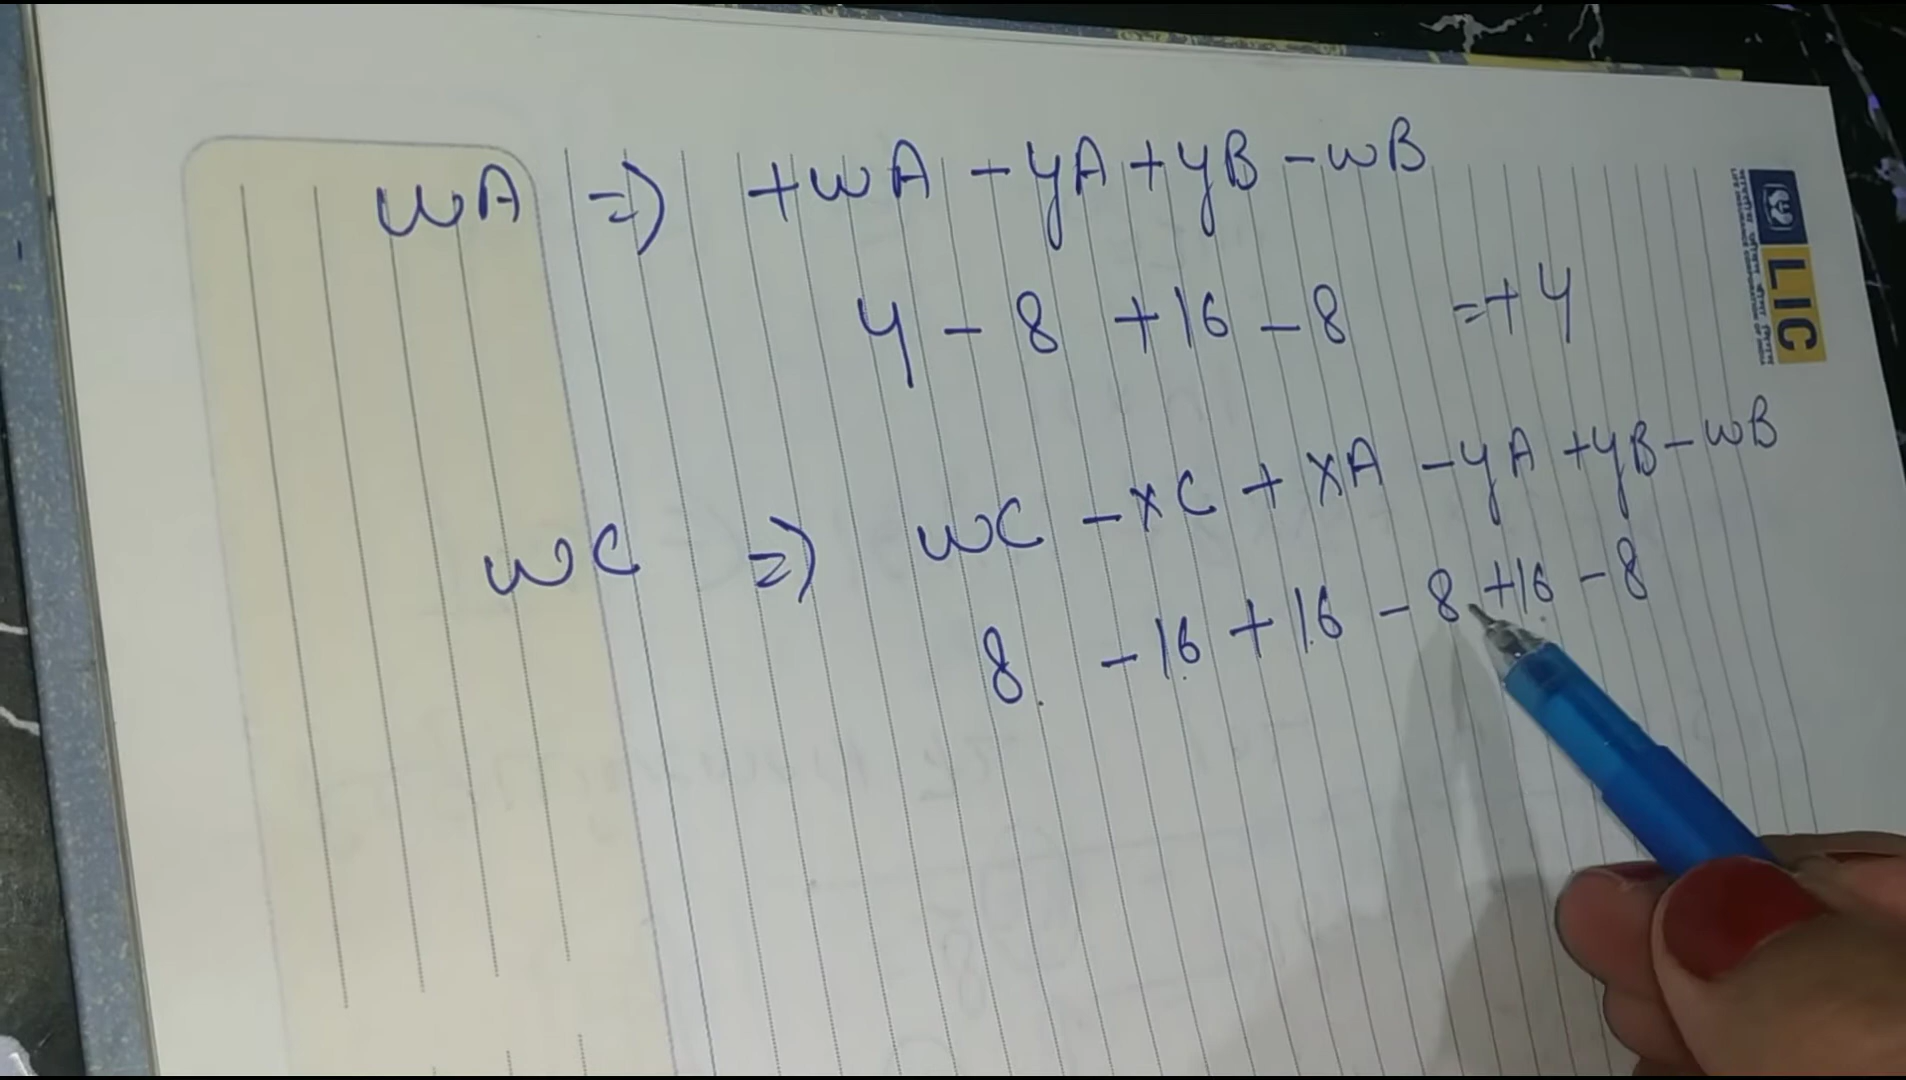 WA => +WA - YA + YB - WB
4 - 8 + 16 - 8 = +4
WC => WC - XC + XA - YA + YB - WB
8 - 16 + 16 - 8 + 16 - 8
LIC